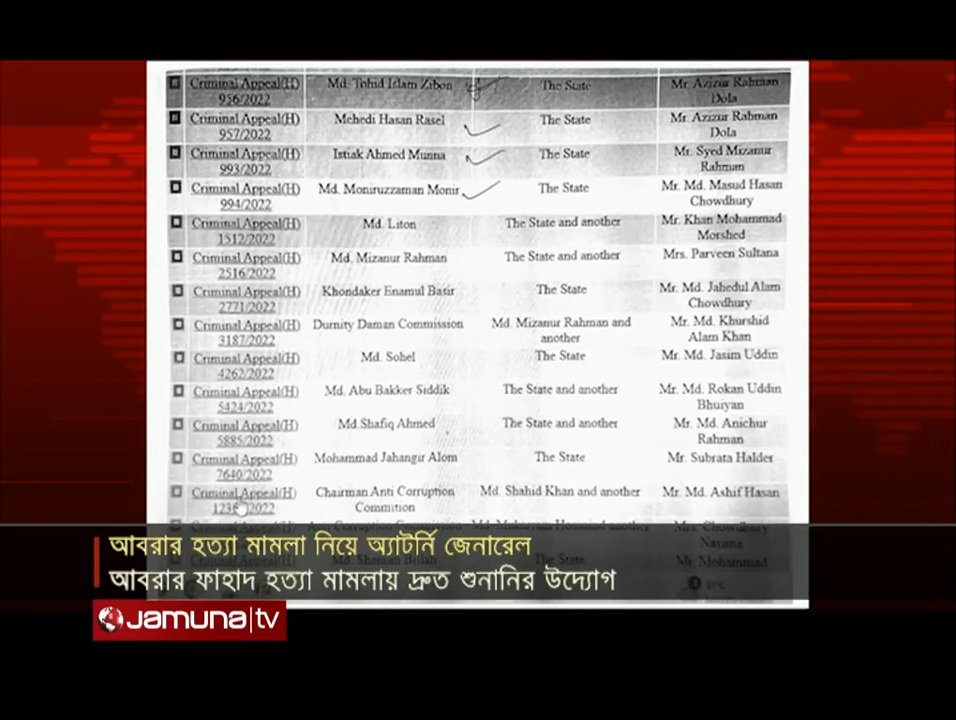 Criminal Appeal(H) Md. Tohid Islam Zibon The State Mr. Azizur Rahman
956/2022 Dola
Criminal Appeal(H) Mehedi Hasan Rasel The State Mr. Azizur Rahman
957/2022 Dola
Criminal Appeal(H) Istiak Ahmed Munna The State Mr. Syed Mizanur
993/2022 Rahman
Criminal Appeal(H) Md. Moniruzzaman Monir The State Mr. Md. Masud Hasan
994/2022 Chowdhury
Criminal Appeal(H) Md. Liton The State and another Mr. Khan Mohammad
1512/2022 Morshed
Criminal Appeal(H) Md. Mizanur Rahman The State and another Mrs. Parveen Sultana
2516/2022
Criminal Appeal(H) Khondaker Enamul Basir The State Mr. Md. Jahedul Alam
2771/2022 Chowdhury
Criminal Appeal(H) Durnity Daman Commission Md. Mizanur Rahman and Mr. Md. Khurshid
3187/2022 another Alam Khan
Criminal Appeal(H) Md. Sohel The State Mr. Md. Jasim Uddin
4262/2022
Criminal Appeal(H) Md. Abu Bakker Siddik The State and another Mr. Md. Rokan Uddin
5424/2022 Bhuiyan
Criminal Appeal(H) Md.Shafiq Ahmed The State and another Mr. Md. Anichur
5885/2022 Rahman
Criminal Appeal(H) Mohammad Jahangir Alom The State Mr. Subrata Halder
7640/2022
Criminal Appeal(H) Chairman Anti Corruption Md. Shahid Khan and another Mr. Md. Ashif Hasan
Commition
আবরার হত্যা মামলা নিয়ে অ্যাটর্নি জেনারেল
আবরার ফাহাদ হত্যা মামলায় দ্রুত শুনানির উদ্যোগ
Jamuna|tv